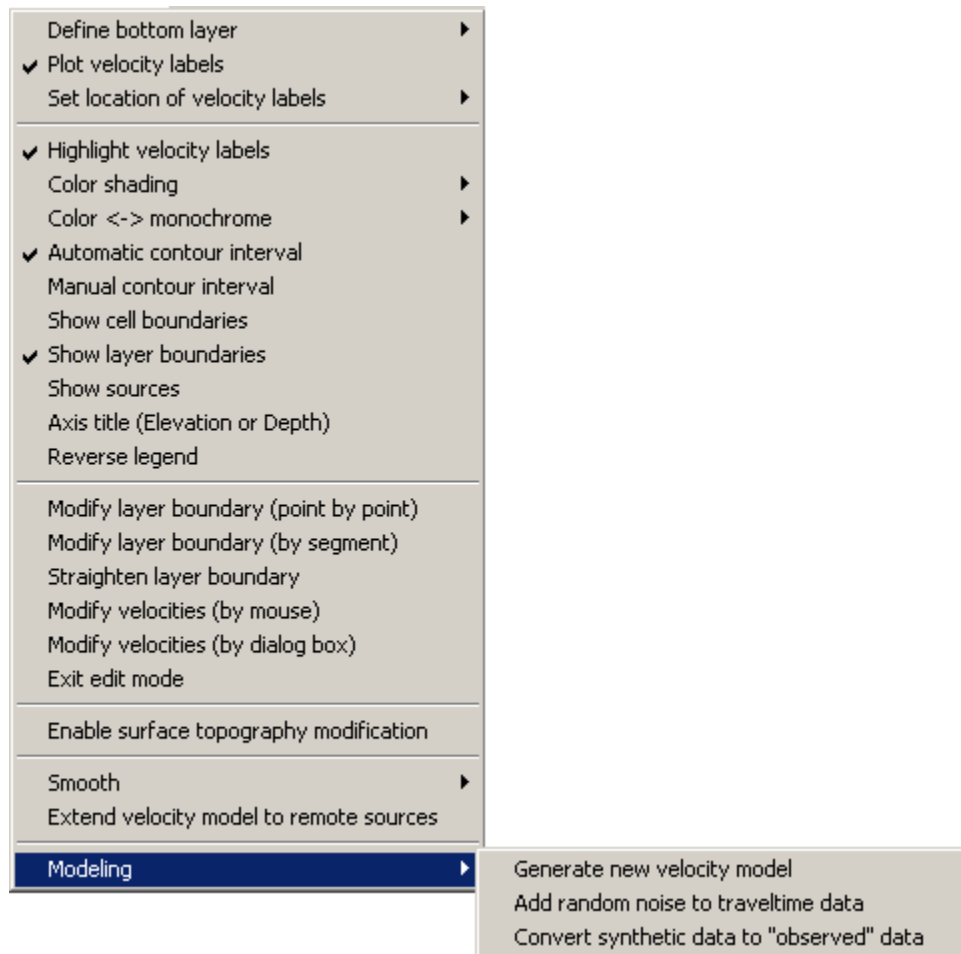 Define bottom layer
Plot velocity labels
Set location of velocity labels
Highlight velocity labels
Color shading
Color <-> monochrome
Automatic contour interval
Manual contour interval
Show cell boundaries
Show layer boundaries
Show sources
Axis title (Elevation or Depth)
Reverse legend
Modify layer boundary (point by point)
Modify layer boundary (by segment)
Straighten layer boundary
Modify velocities (by mouse)
Modify velocities (by dialog box)
Exit edit mode
Enable surface topography modification
Smooth
Extend velocity model to remote sources
Modeling
Generate new velocity model
Add random noise to traveltime data
Convert synthetic data to "observed" data